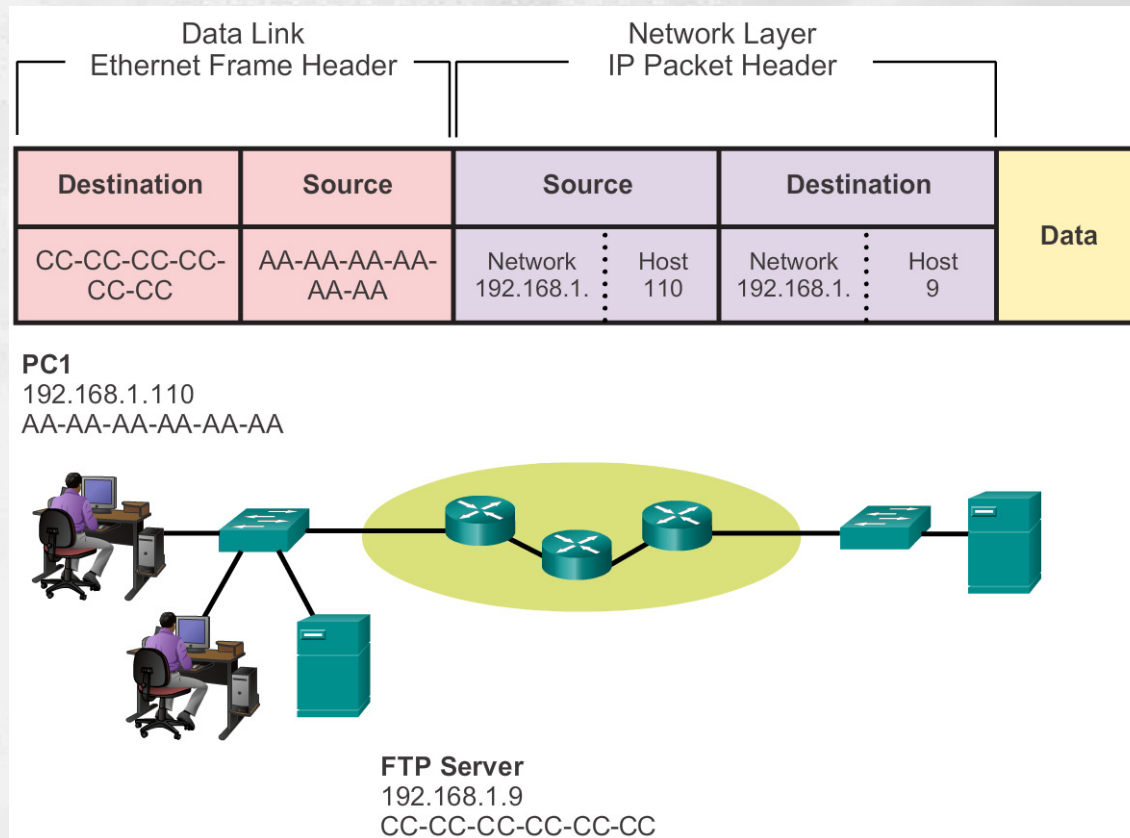 Data Link
Ethernet Frame Header
Network Layer
IP Packet Header
Destination
Source
Source
Destination
Data
CC-CC-CC-CC-
CC-CC
AA-AA-AA-AA-
AA-AA
Network
192.168.1.
Host
110
Network
192.168.1.
Host
9
PC1
192.168.1.110
AA-AA-AA-AA-AA-AA
FTP Server
192.168.1.9
CC-CC-CC-CC-CC-CC